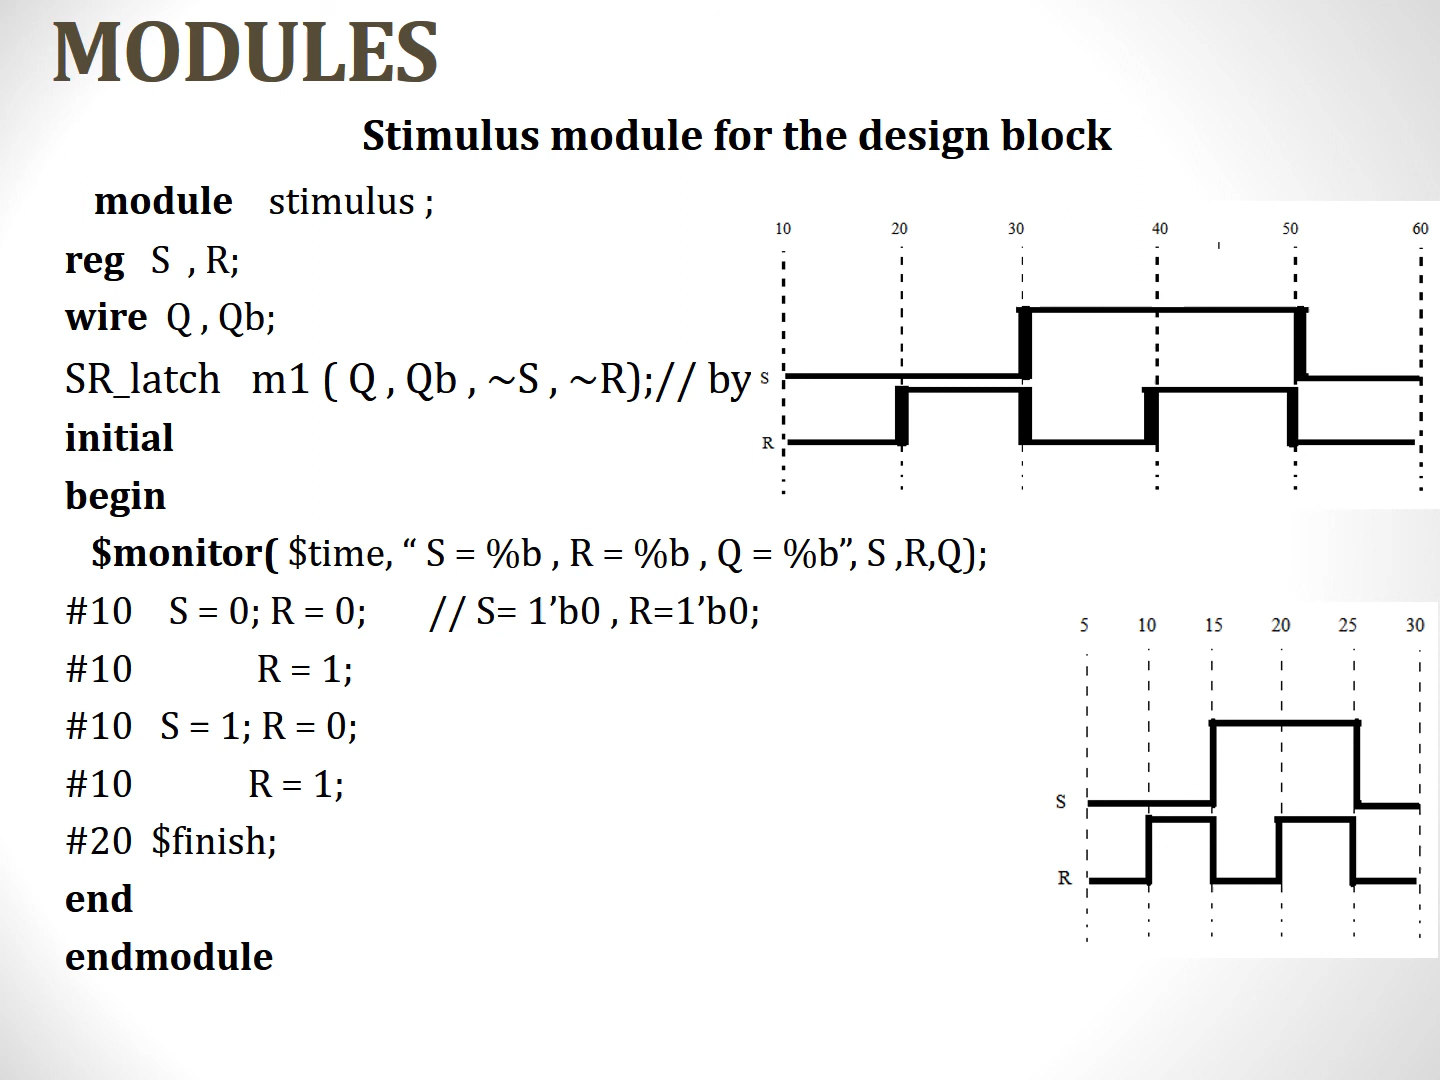 MODULES
Stimulus module for the design block
module stimulus ;
reg S , R;
wire Q , Qb;
SR_latch m1 ( Q , Qb , ~S , ~R);// by
initial
begin
$monitor( $time, “ S = %b , R = %b , Q = %b”, S ,R,Q);
#10 S = 0; R = 0; // S= 1’b0 , R=1’b0;
#10 R = 1;
#10 S = 1; R = 0;
#10 R = 1;
#20 $finish;
end
endmodule
10 20 30 40 50 60
S
R
5 10 15 20 25 30
S
R